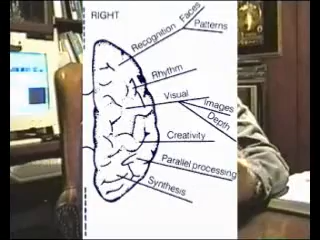 RIGHT
Recognition Faces
Patterns
Rhythm
Visual Images
Depth
Creativity
Parallel processing
Synthesis